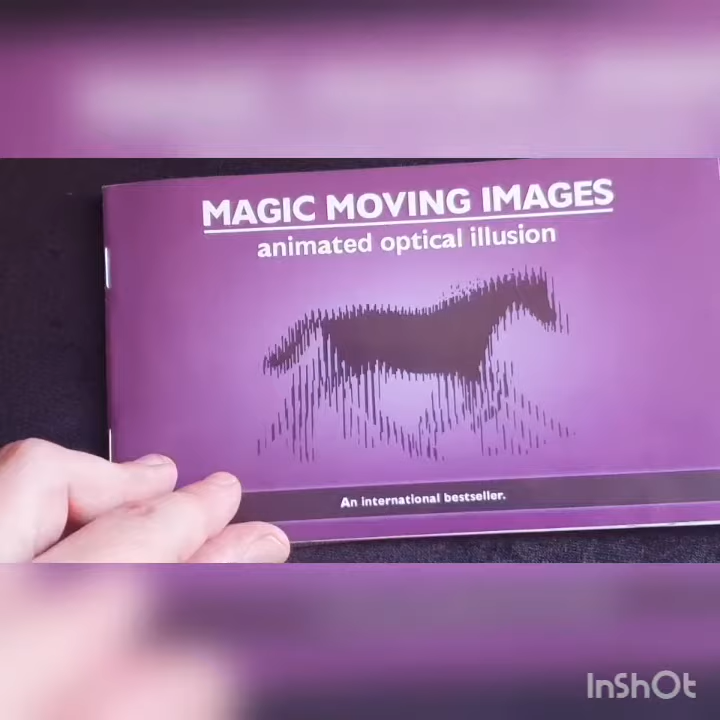 MAGIC MOVING IMAGES
animated optical illusion
An international bestseller.
InShOt